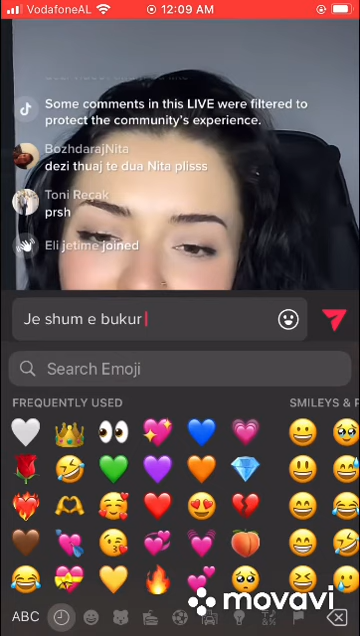 VodafoneAL
12:09 AM
Some comments in this LIVE were filtered to
protect the community's experience.
BozhdarajNita
dezi thuaj te dua Nita plisss
Toni Reçak
prsh
Eli jetime joined
Je shum e bukur
Search Emoji
FREQUENTLY USED
SMILEYS & P
ABC
movavi